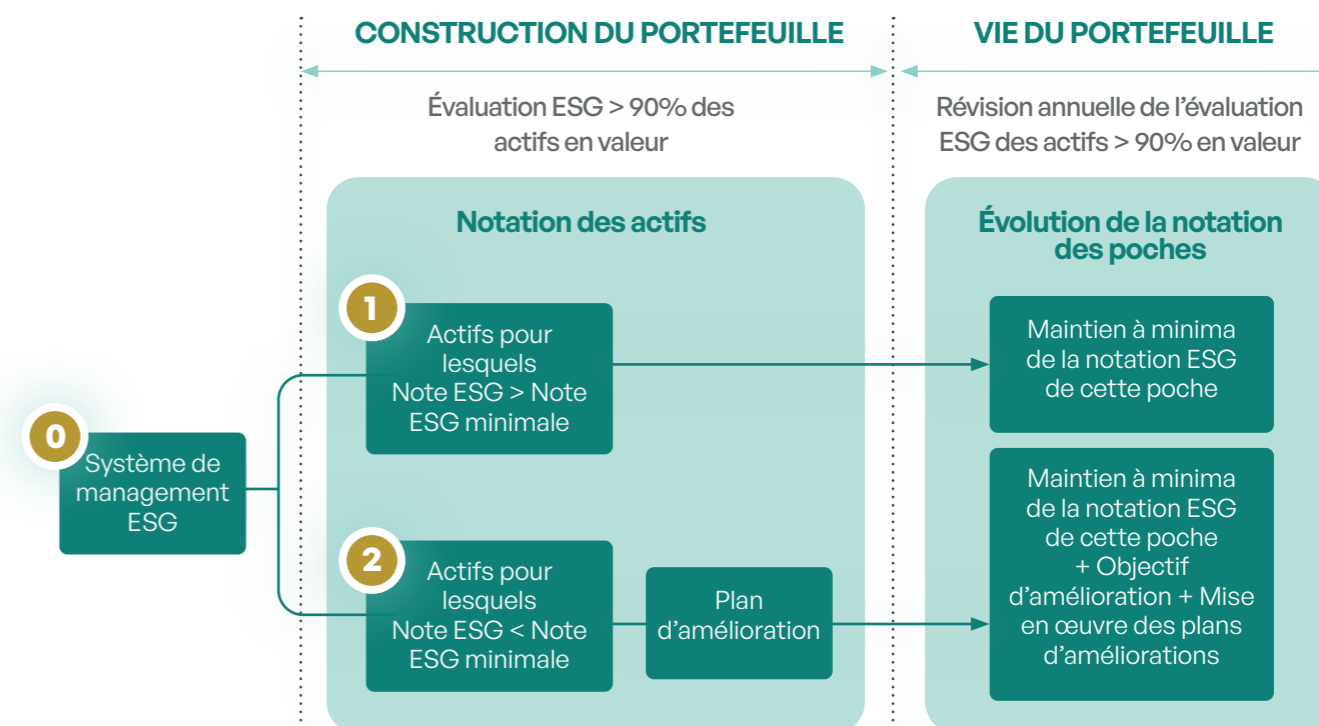 CONSTRUCTION DU PORTEFEUILLE
VIE DU PORTEFEUILLE
Évaluation ESG > 90% des
actifs en valeur
Révision annuelle de l’évaluation
ESG des actifs > 90% en valeur
Notation des actifs
Évolution de la notation
des poches
0
Système de
management
ESG
1
Actifs pour
lesquels
Note ESG > Note
ESG minimale
Maintien à minima
de la notation ESG
de cette poche
2
Actifs pour
lesquels
Note ESG < Note
ESG minimale
Plan
d’amélioration
Maintien à minima
de la notation ESG
de cette poche
+ Objectif
d’amélioration + Mise
en œuvre des plans
d’améliorations